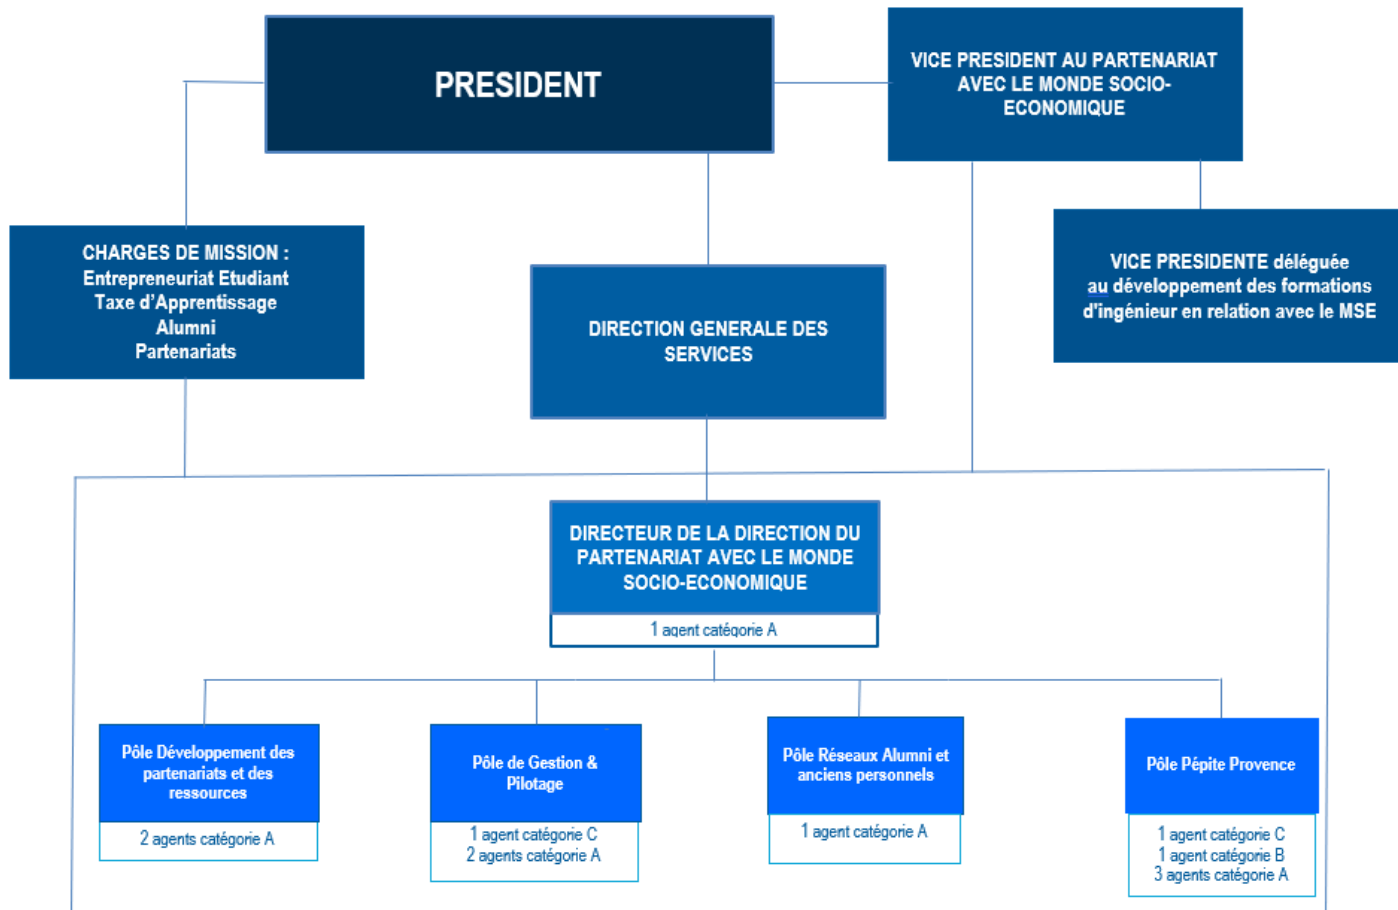 PRESIDENT
VICE PRESIDENT AU PARTENARIAT
AVEC LE MONDE SOCIO-
ECONOMIQUE
CHARGES DE MISSION :
Entrepreneuriat Etudiant
Taxe d'Apprentissage
Alumni
Partenariats
DIRECTION GENERALE DES
SERVICES
VICE PRESIDENTE déléguée
au développement des formations
d'ingénieur en relation avec le MSE
DIRECTEUR DE LA DIRECTION DU
PARTENARIAT AVEC LE MONDE
SOCIO-ECONOMIQUE
1 agent catégorie A
Pôle Développement des
partenariats et des
ressources
2 agents catégorie A
Pôle de Gestion &
Pilotage
1 agent catégorie C
2 agents catégorie A
Pôle Réseaux Alumni et
anciens personnels
1 agent catégorie A
Pôle Pépite Provence
1 agent catégorie C
1 agent catégorie B
3 agents catégorie A